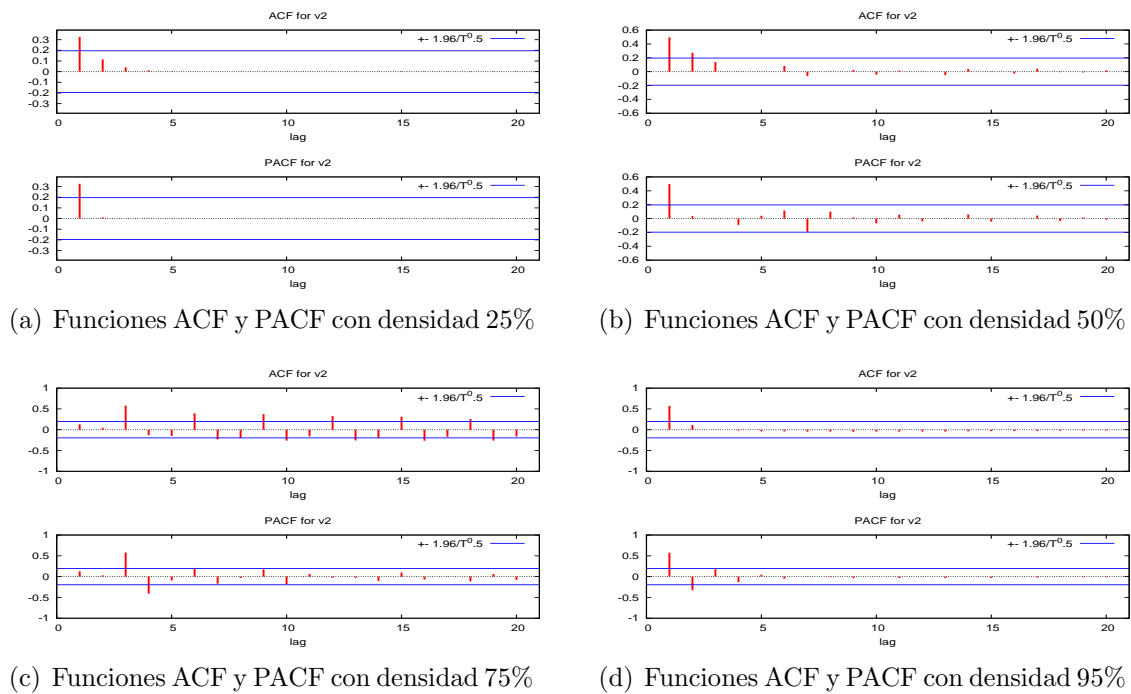 ACF for v2
+- 1.96/T^0.5
0.3
0.2
0.1
0
-0.1
-0.2
-0.3
0 5 10 15 20
lag
PACF for v2
+- 1.96/T^0.5
0.3
0.2
0.1
0
-0.1
-0.2
-0.3
0 5 10 15 20
lag
(a) Funciones ACF y PACF con densidad 25%
ACF for v2
+- 1.96/T^0.5
0.6
0.4
0.2
0
-0.2
-0.4
-0.6
0 5 10 15 20
lag
PACF for v2
+- 1.96/T^0.5
0.6
0.4
0.2
0
-0.2
-0.4
-0.6
0 5 10 15 20
lag
(b) Funciones ACF y PACF con densidad 50%
ACF for v2
+- 1.96/T^0.5
1
0.5
0
-0.5
-1
0 5 10 15 20
lag
PACF for v2
+- 1.96/T^0.5
1
0.5
0
-0.5
-1
0 5 10 15 20
lag
(c) Funciones ACF y PACF con densidad 75%
ACF for v2
+- 1.96/T^0.5
1
0.5
0
-0.5
-1
0 5 10 15 20
lag
PACF for v2
+- 1.96/T^0.5
1
0.5
0
-0.5
-1
0 5 10 15 20
lag
(d) Funciones ACF y PACF con densidad 95%